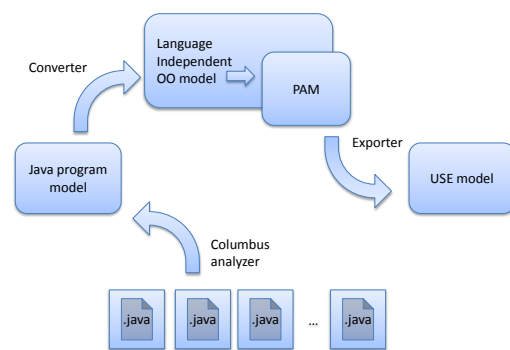 Language
Independent
OO model
PAM
Converter
Exporter
Java program
model
USE model
Columbus
analyzer
.java
.java
.java
...
.java